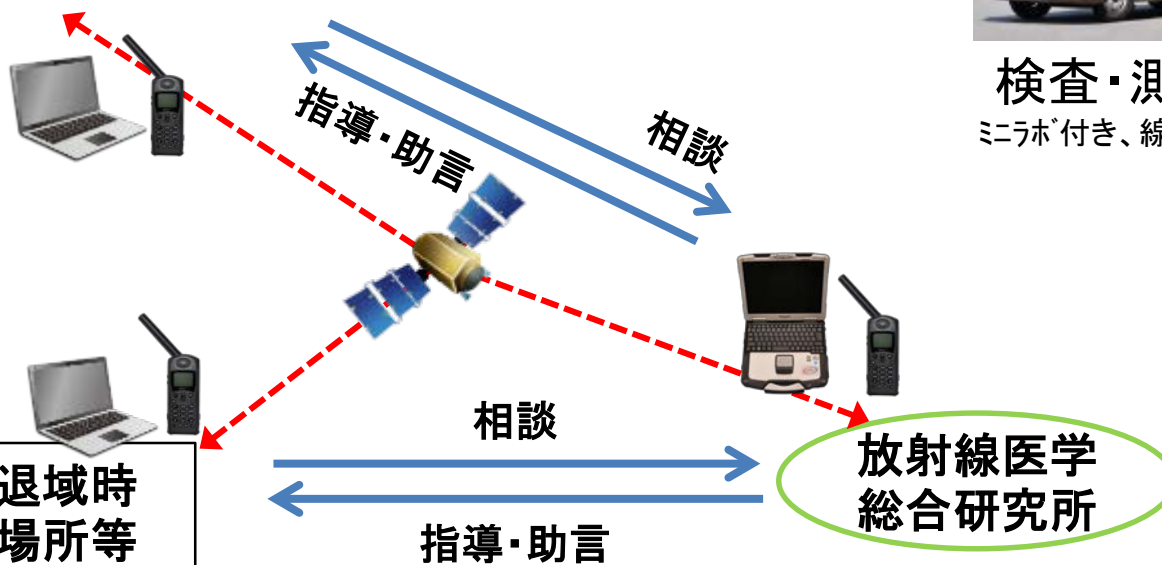 検査・測
ミニラボ付き、線
相談
指導・助言
相談
放射線医学
総合研究所
退域時
場所等
指導・助言